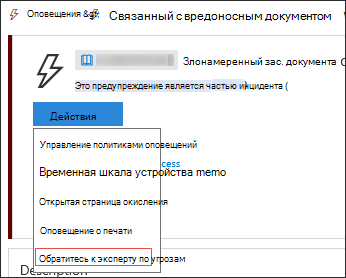 Оповещения &gt; Связанный с вредоносным документом
Злонамеренный зас. документа
Это предупреждение является частью инцидента (
Действия
Управление политиками оповещений
cess
Временная шкала устройства memo
Открытая страница окисления
Оповещение о печати
Обратитесь к эксперту по угрозам
Description